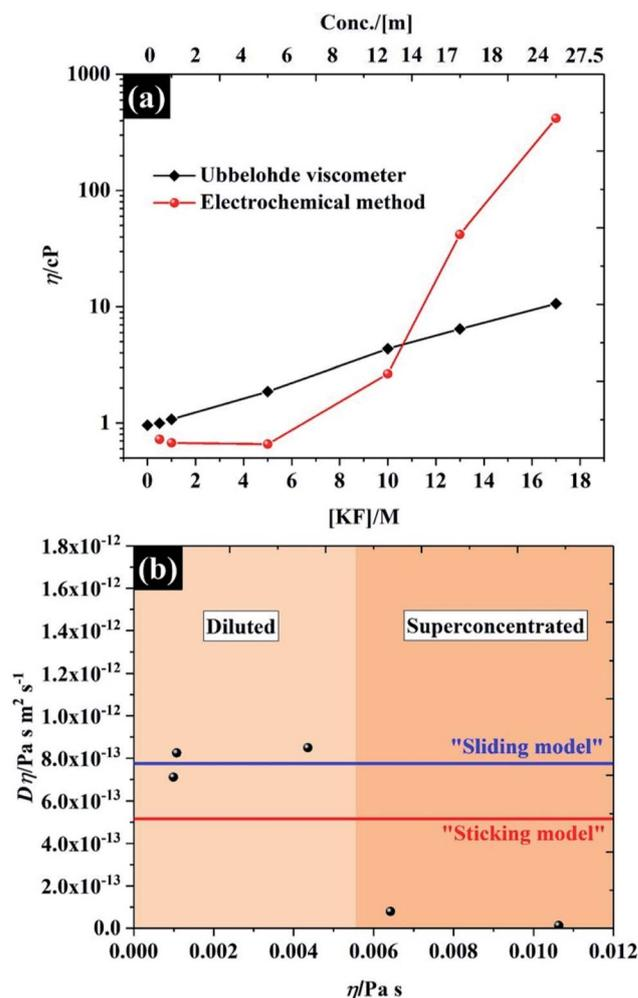 Conc./[m]
0 2 4 5 6 8 10 12 13 14 17 18 24 27.5
(a)
1000
100
10
1
η/cP
Ubbelohde viscometer
Electrochemical method
0 2 4 6 8 10 12 14 16 18
[KF]/M
(b)
1.8x10-12
1.6x10-12
1.4x10-12
1.2x10-12
1.0x10-12
8.0x10-13
6.0x10-13
4.0x10-13
2.0x10-13
0.0
Dη/Pa s m² s-1
Diluted
Superconcentrated
"Sliding model"
"Sticking model"
0.000 0.002 0.004 0.006 0.008 0.010 0.012
η/Pa s